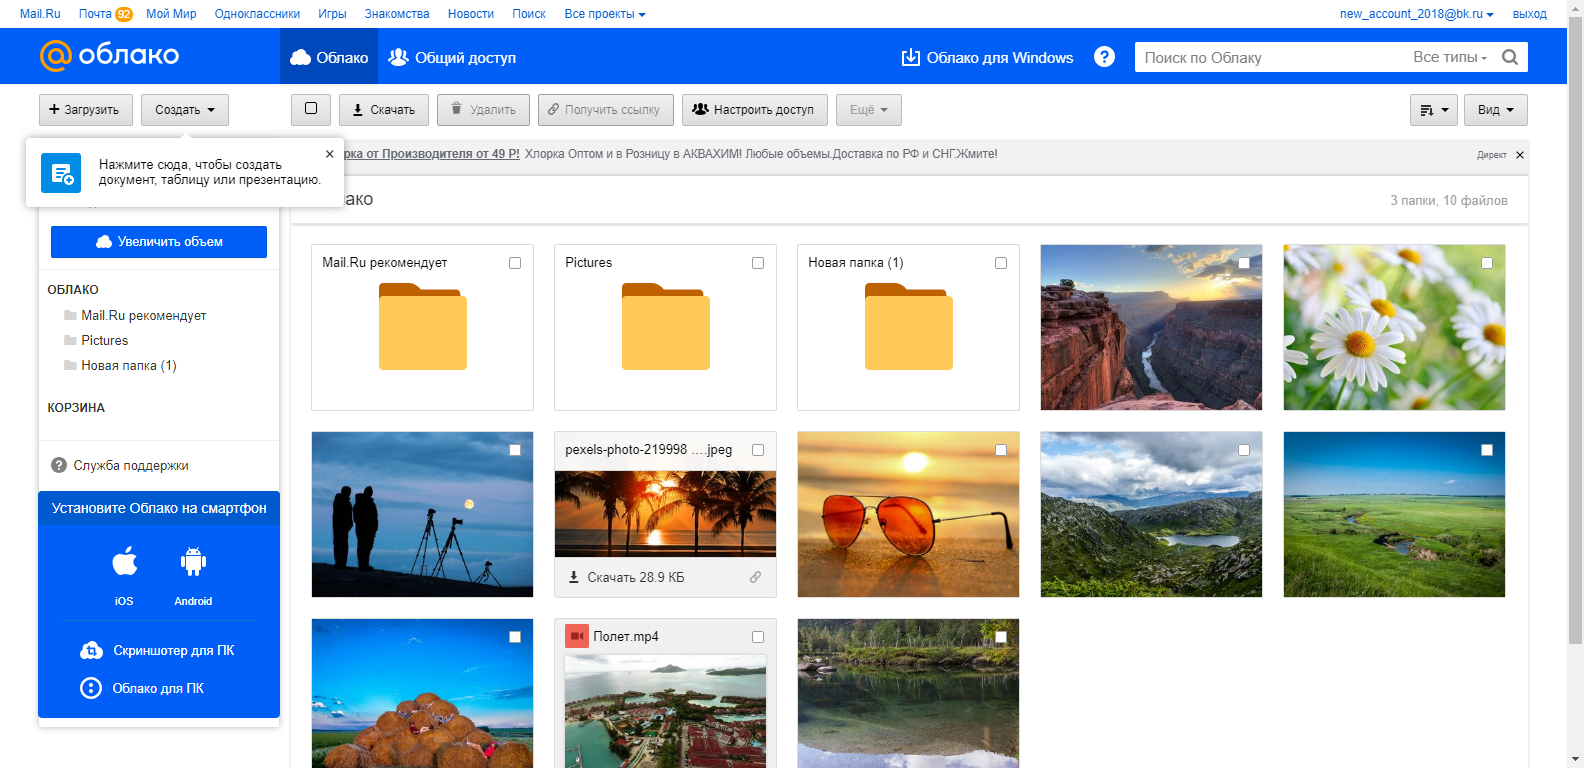 Mail.Ru Почта 92 Мой Мир Одноклассники Игры Знакомства Новости Поиск Все проекты new_account_2018@bk.ru выход
@облако Облако Общий доступ Облако для Windows ? Поиск по Облаку Все типы
Загрузить Создать Скачать Удалить Получить ссылку Настроить доступ Ещё Вид
Нажмите сюда, чтобы создать
документ, таблицу или презентацию.
рка от Производителя от 49 Р! Хлорка Оптом и в Розницу в АКВАХИМ! Любые объемы.Доставка по РФ и СНГ.Жмите! Директ
ако 3 папки, 10 файлов
Увеличить объем
ОБЛАКО
Mail.Ru рекомендует
Pictures
Новая папка (1)
КОРЗИНА
Служба поддержки
Установите Облако на смартфон
iOS Android
Скриншотер для ПК
Облако для ПК
Mail.Ru рекомендует Pictures Новая папка (1)
pexels-photo-219998 ….jpeg
Скачать 28.9 КБ
Полет.mp4